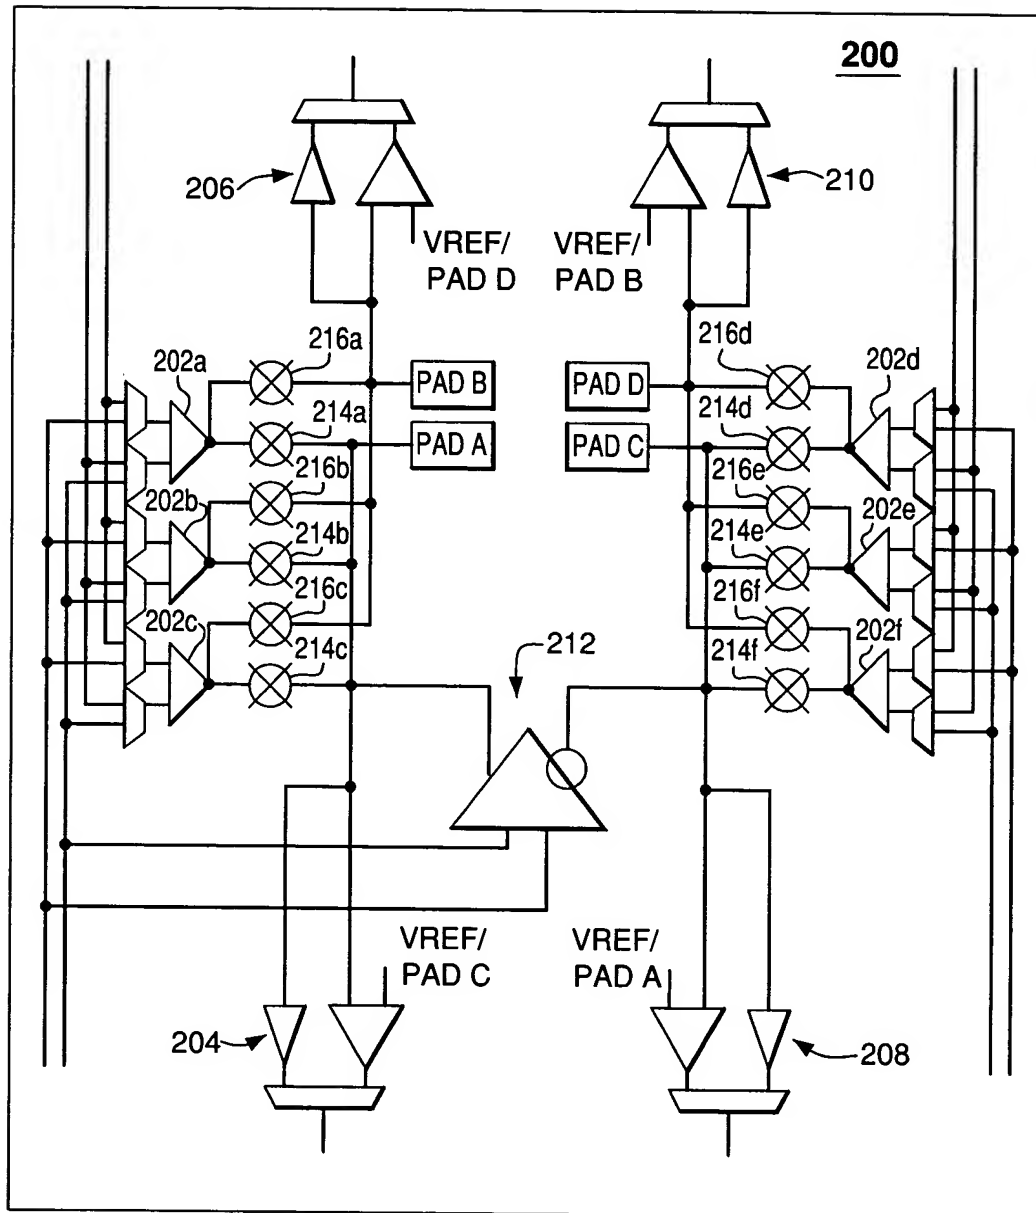 200
206
210
VREF/
PAD D
VREF/
PAD B
216a
216d
202a
202d
PAD B
PAD D
214a
214d
PAD A
PAD C
216b
216e
202b
202e
214b
214e
216c
216f
202c
202f
214c
214f
212
VREF/
PAD C
VREF/
PAD A
204
208